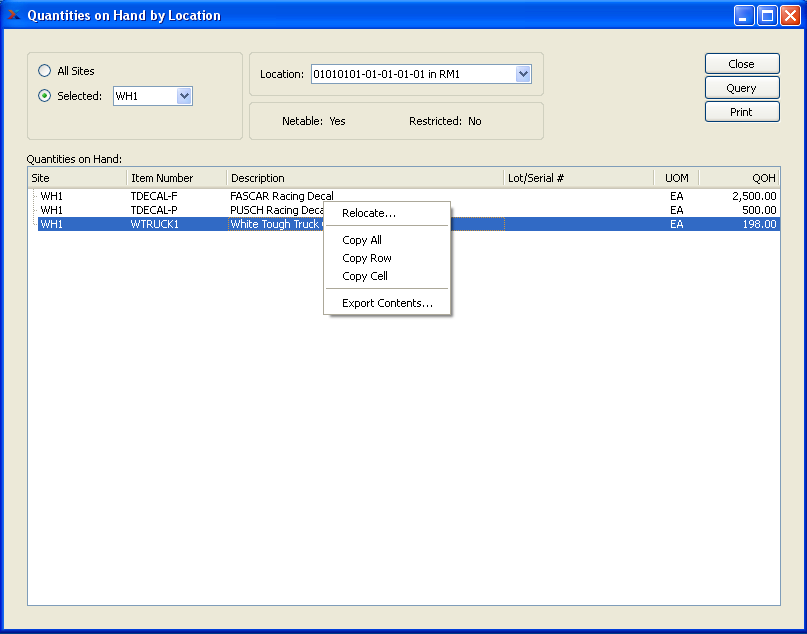 Quantities on Hand by Location
All Sites
Selected: WH1
Location: 01010101-01-01-01-01 in RM1
Netable: Yes Restricted: No
Close
Query
Print
Quantities on Hand:
Site Item Number Description Lot/Serial # UOM QOH
WH1 TDECAL-F FASCAR Racing Decal EA 2,500.00
WH1 TDECAL-P PUSCH Racing Deca EA 500.00
WH1 WTRUCK1 White Tough Truck EA 198.00
Relocate...
Copy All
Copy Row
Copy Cell
Export Contents...